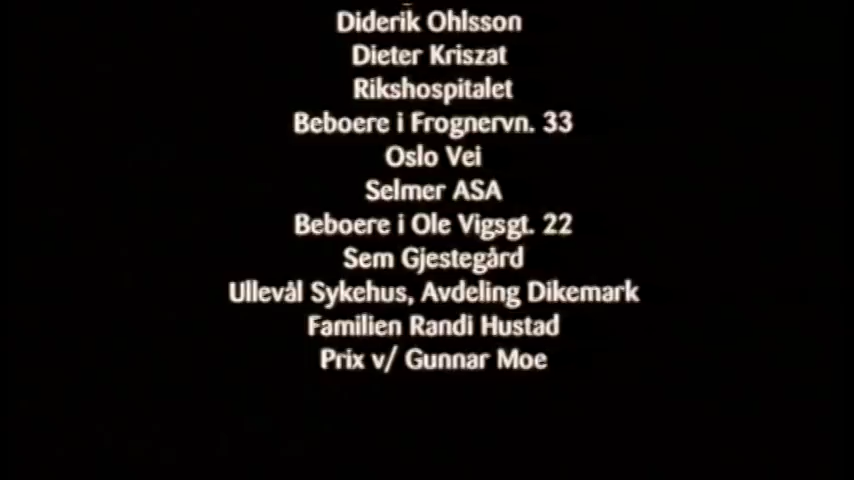 Diderik Ohlsson
Dieter Kriszat
Rikshospitalet
Beboere i Frognervn. 33
Oslo Vei
Selmer ASA
Beboere i Ole Vigsgt. 22
Sem Gjestegård
Ullevål Sykehus, Avdeling Dikemark
Familien Randi Hustad
Prix v/ Gunnar Moe